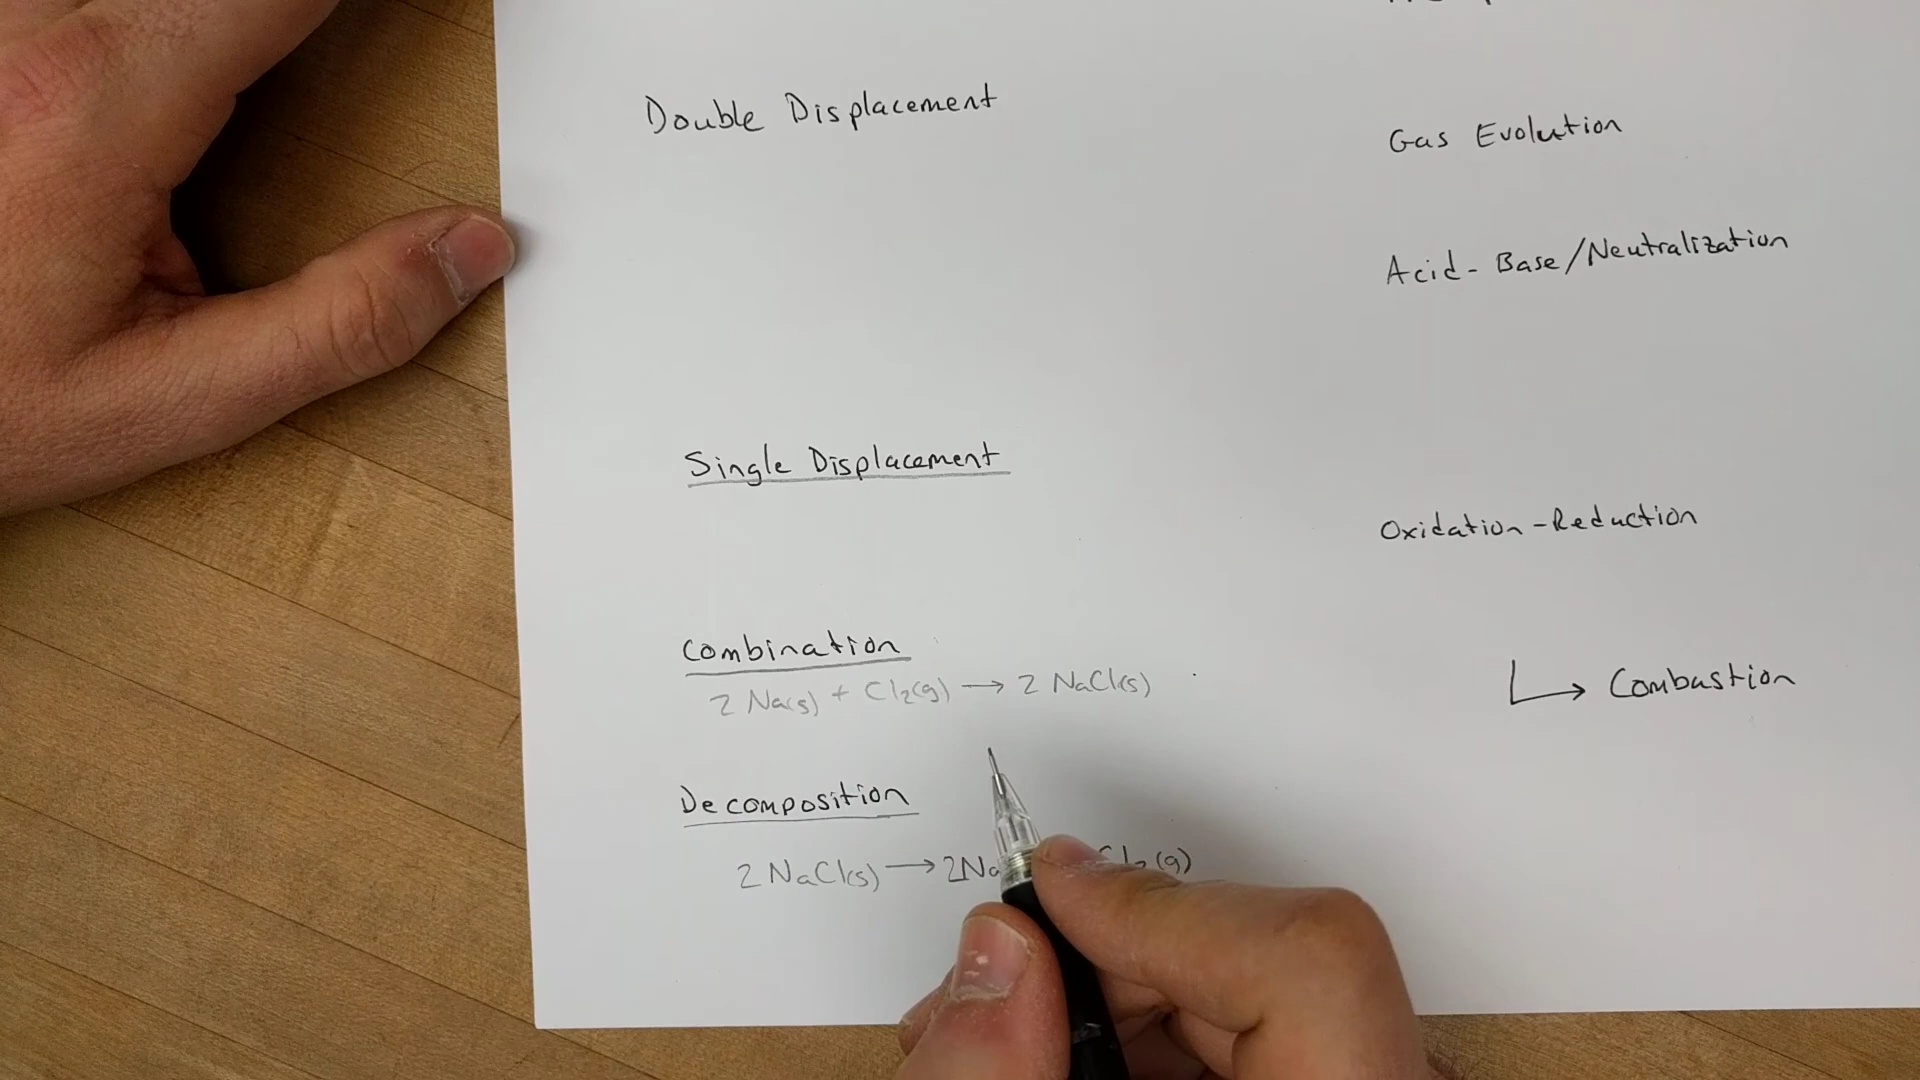 Double Displacement
Gas Evolution
Acid-Base/Neutralization
Single Displacement
Oxidation-Reduction
Combination
2 Na(s) + Cl₂(g) → 2 NaCl(s)
Combustion
Decomposition
2 NaCl(s) → 2Na Cl₂(g)